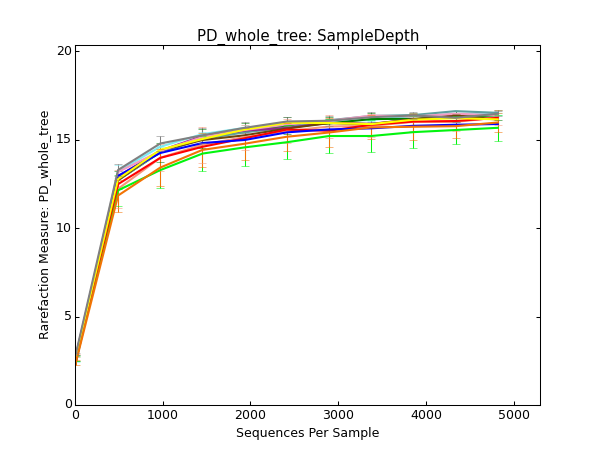 PD_whole_tree: SampleDepth
20
15
10
5
0
0 1000 2000 3000 4000 5000
Rarefaction Measure: PD_whole_tree
Sequences Per Sample